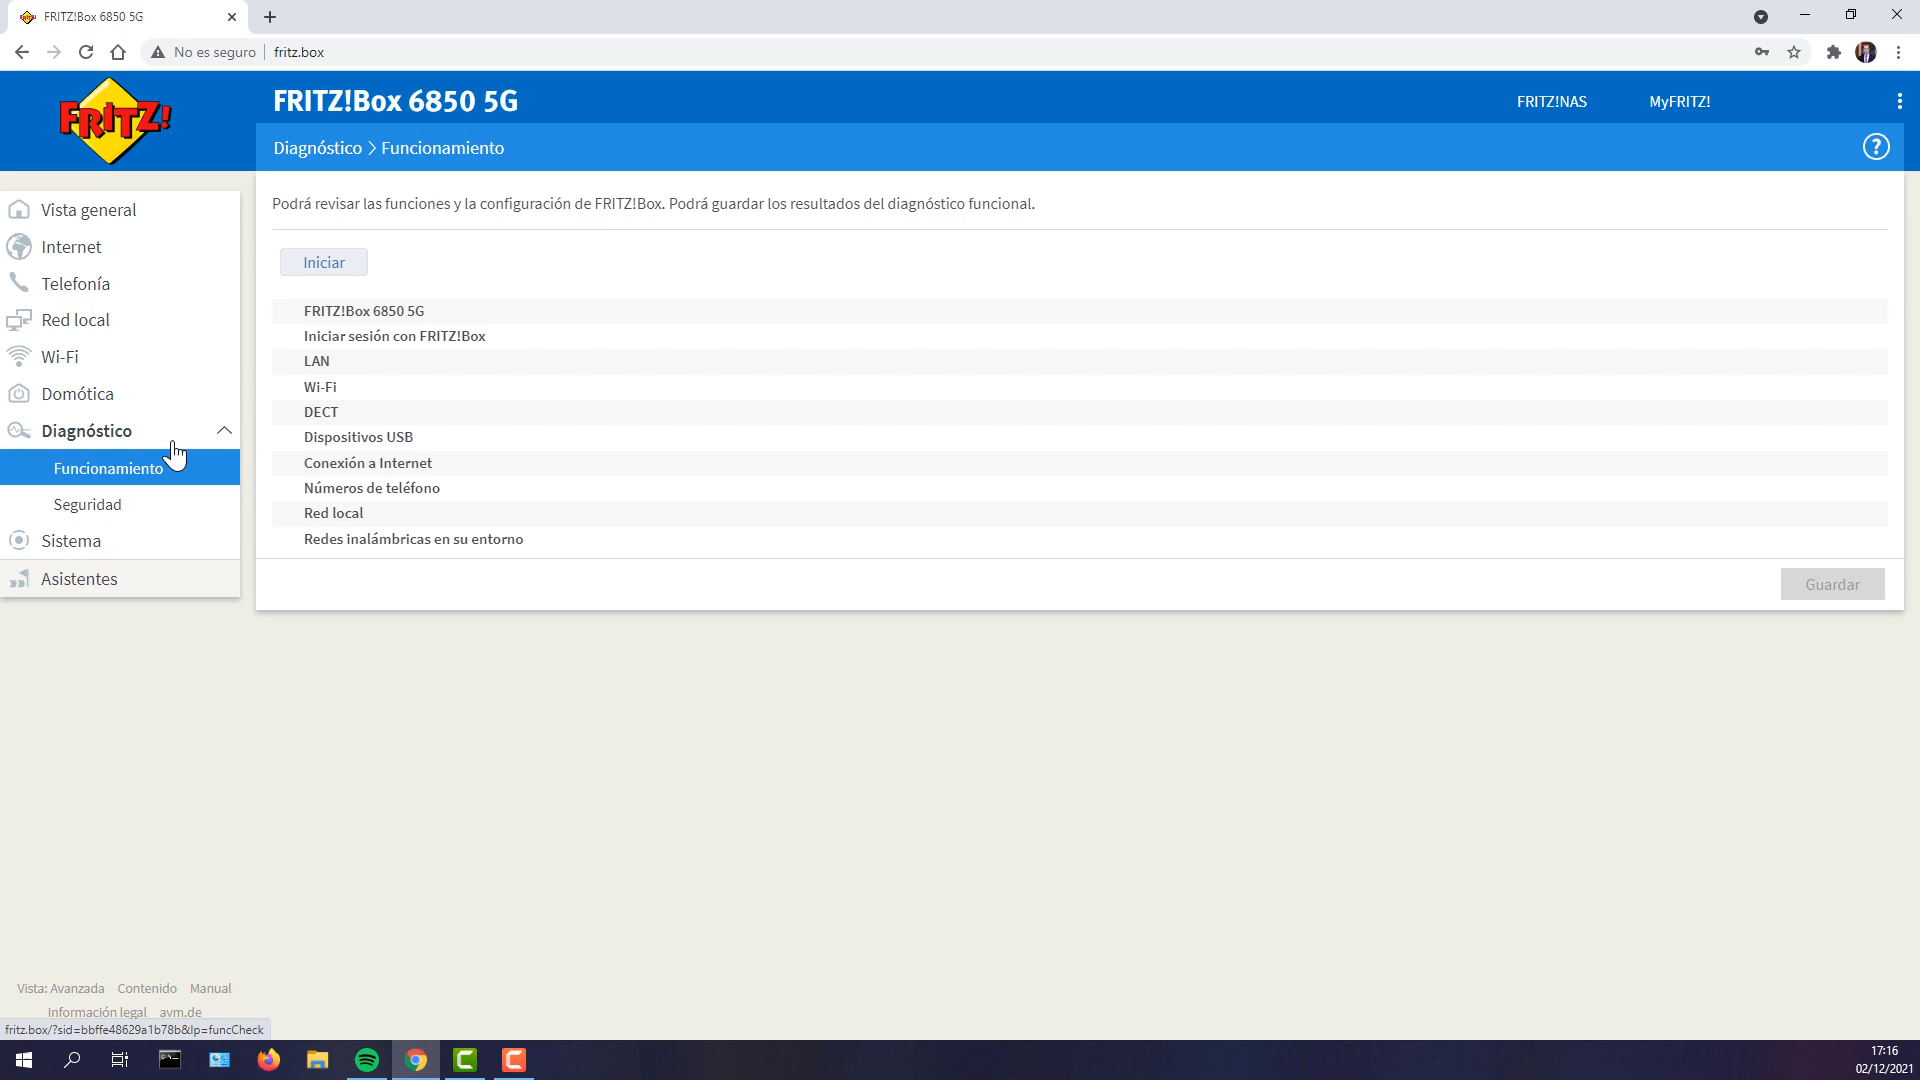 FRITZ!Box 6850 5G
No es seguro
fritz.box
FRITZ!
FRITZ!Box 6850 5G
FRITZ!NAS
MyFRITZ!
Diagnóstico > Funcionamiento
?
Vista general
Internet
Telefonía
Red local
Wi-Fi
Domótica
Diagnóstico
Funcionamiento
Seguridad
Sistema
Asistentes
Podrá revisar las funciones y la configuración de FRITZ!Box. Podrá guardar los resultados del diagnóstico funcional.
Iniciar
FRITZ!Box 6850 5G
Iniciar sesión con FRITZ!Box
LAN
Wi-Fi
DECT
Dispositivos USB
Conexión a Internet
Números de teléfono
Red local
Redes inalámbricas en su entorno
Guardar
Vista: Avanzada Contenido Manual
Información legal avm.de
fritz.box/?sid=bbffe48629a1b78b&lp=funcCheck
17:16
02/12/2021